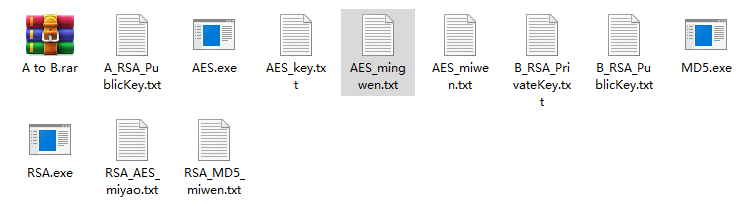 A to B.rar
A_RSA_Pu
blicKey.txt
AES.exe
AES_key.tx
t
AES_ming
wen.txt
AES_miwe
n.txt
B_RSA_Pri
vateKey.tx
t
B_RSA_Pu
blicKey.txt
MD5.exe
RSA.exe
RSA_AES_
miyao.txt
RSA_MD5_
miwen.txt